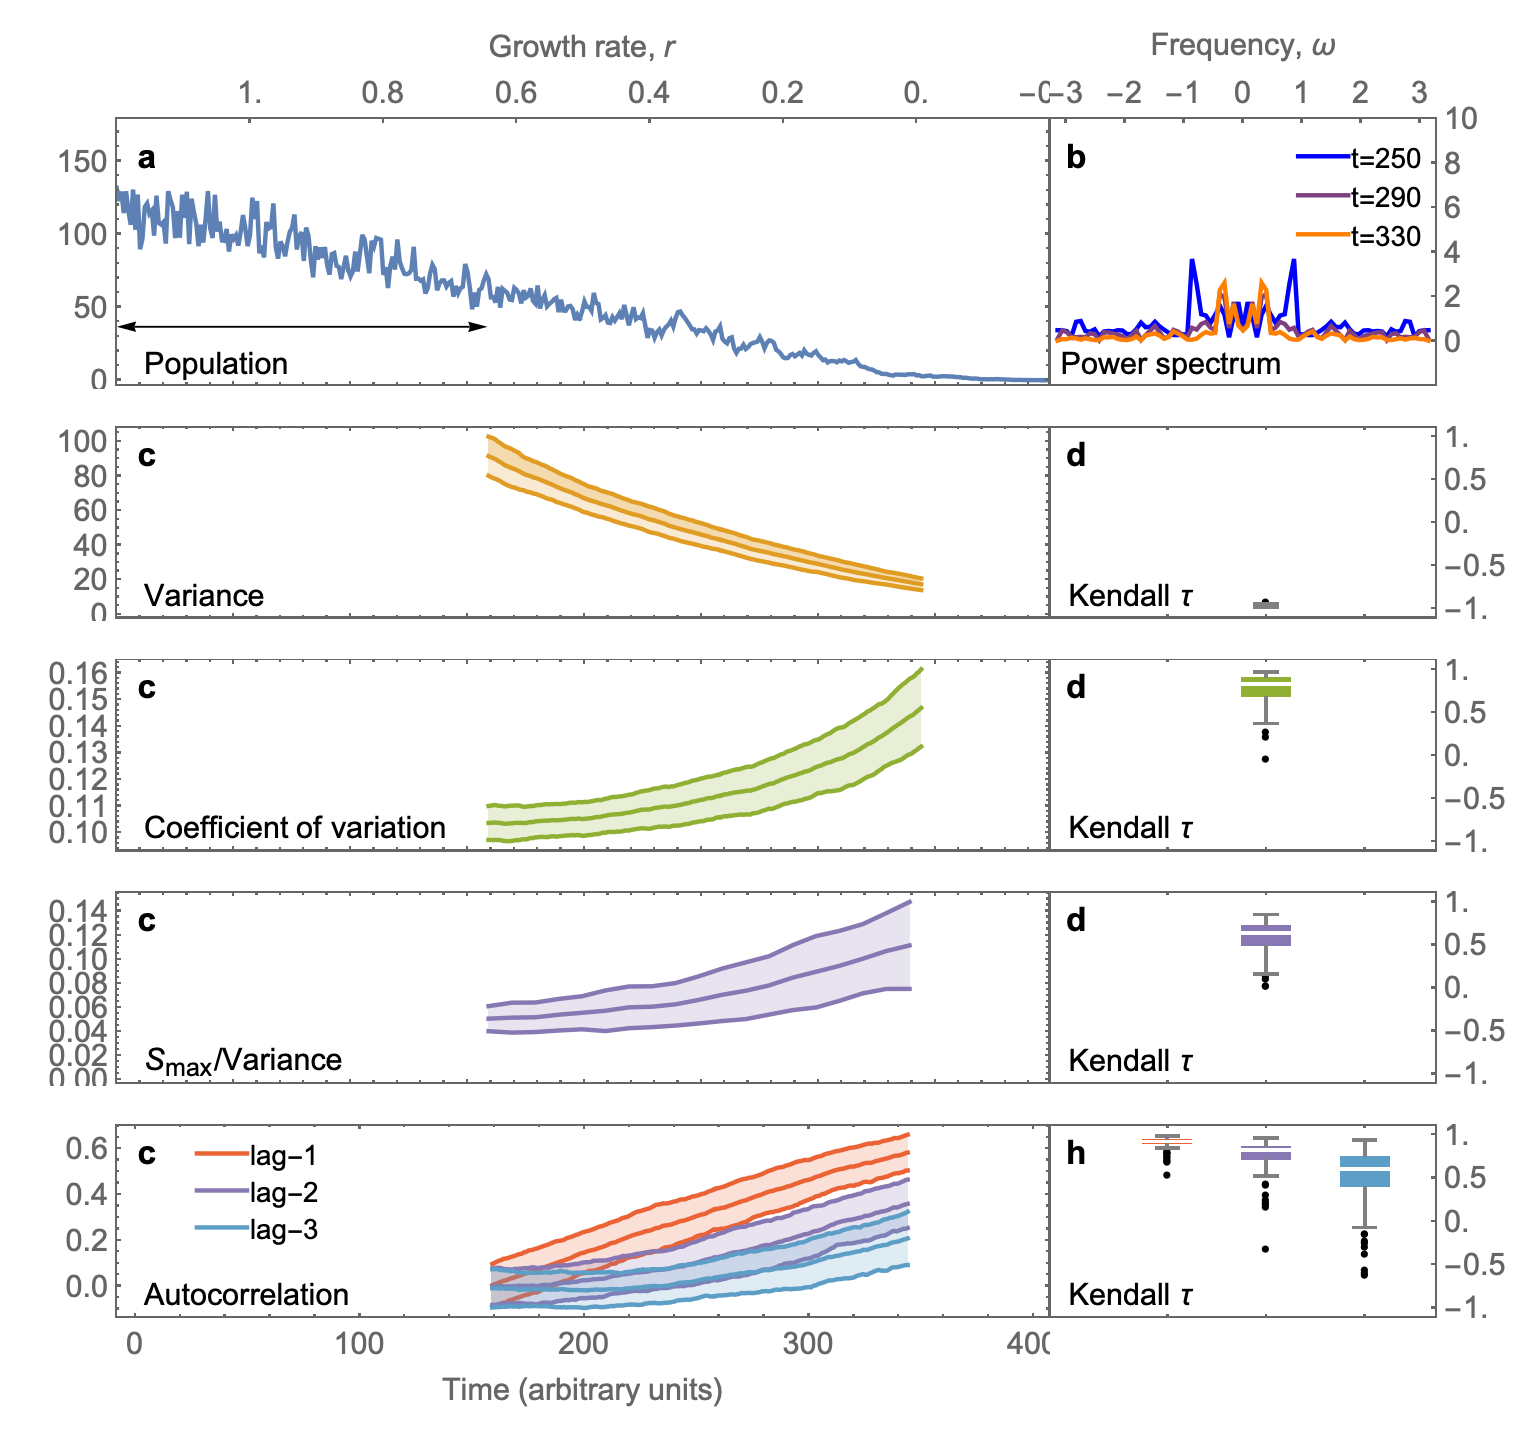 Growth rate, r
Frequency, ω
1. 0.8 0.6 0.4 0.2 0. −0
−3 −2 −1 0 1 2 3
a
150
100
50
0
Population
b
t=250
t=290
t=330
10
8
6
4
2
0
Power spectrum
c
100
80
60
40
20
0
Variance
d
1.
0.5
0.
−0.5
−1.
Kendall τ
c
0.16
0.15
0.14
0.13
0.12
0.11
0.10
Coefficient of variation
d
1.
0.5
0.
−0.5
−1.
Kendall τ
c
0.14
0.12
0.10
0.08
0.06
0.04
0.02
0.00
Smax/Variance
d
1.
0.5
0.
−0.5
−1.
Kendall τ
c
lag−1
lag−2
lag−3
0.6
0.4
0.2
0.0
Autocorrelation
h
1.
0.5
0.
−0.5
−1.
Kendall τ
0 100 200 300 400
Time (arbitrary units)